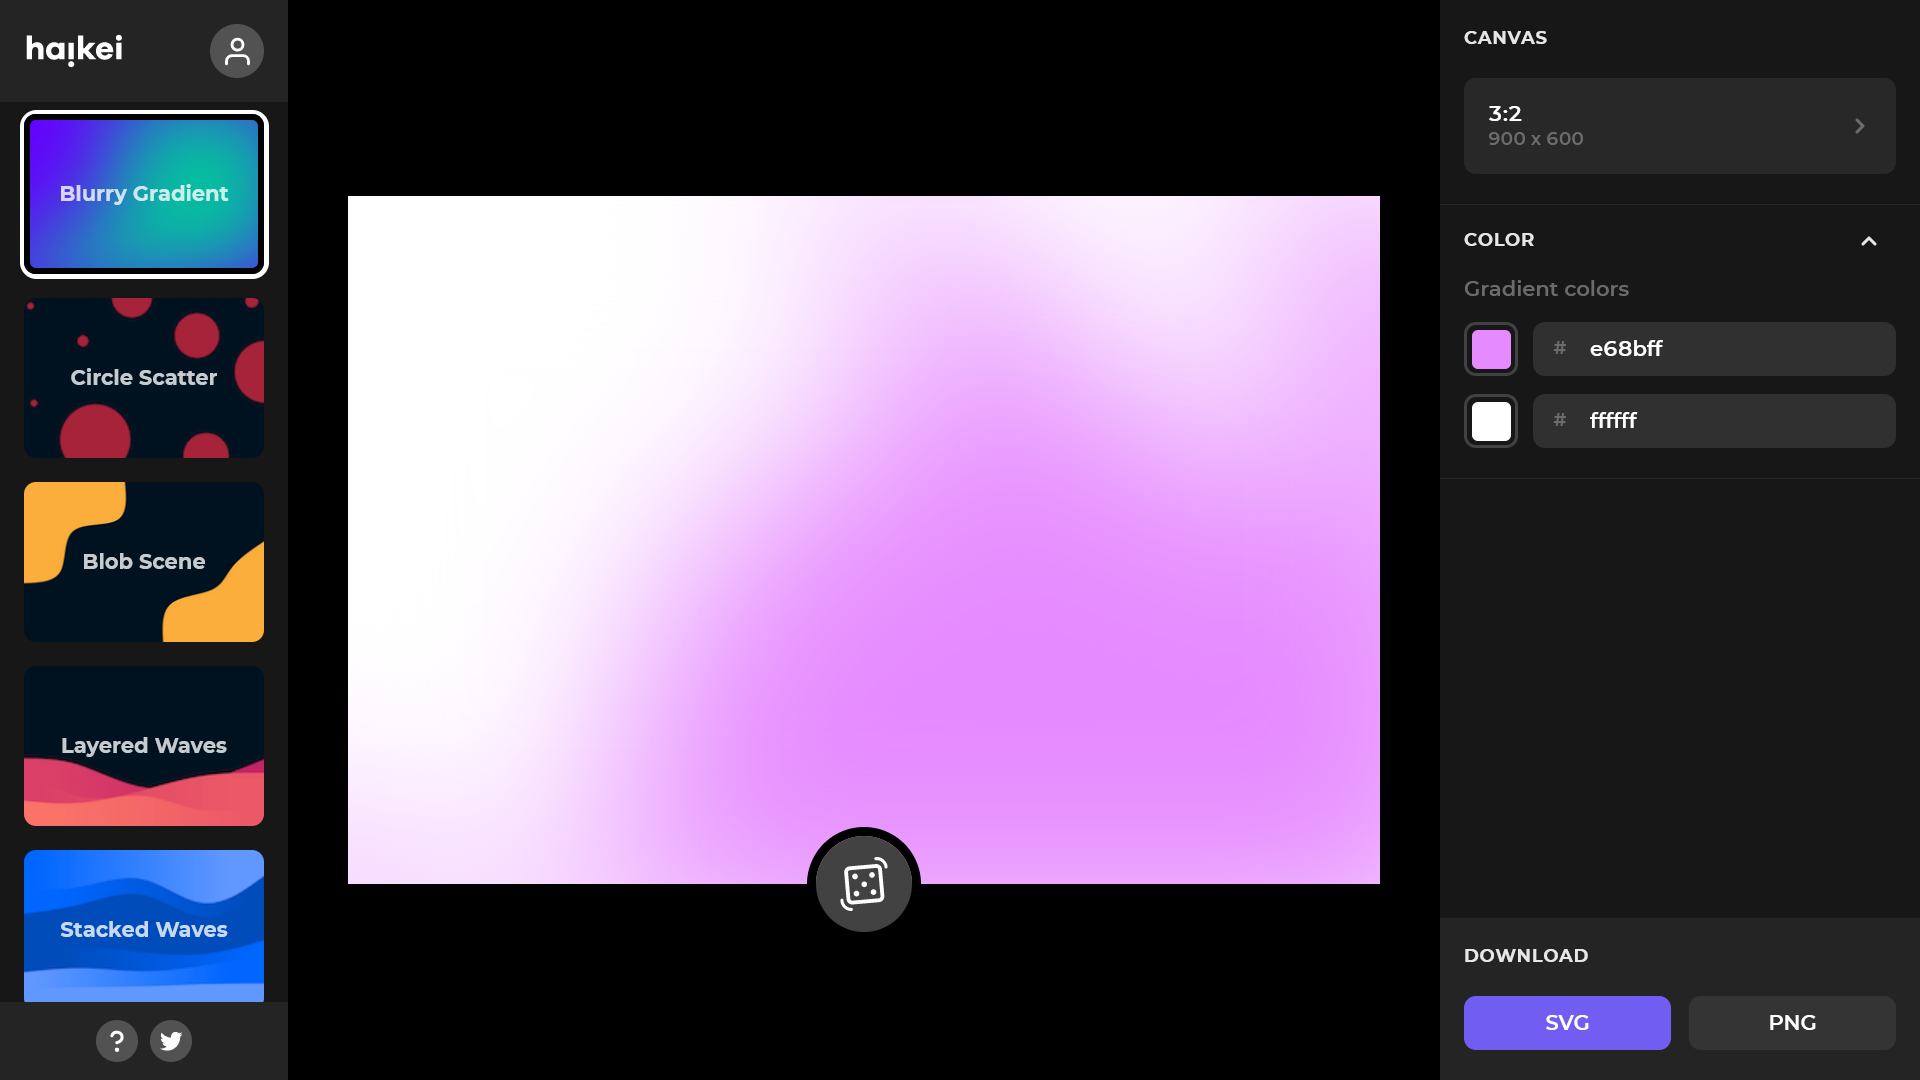 haikei
Blurry Gradient
Circle Scatter
Blob Scene
Layered Waves
Stacked Waves
?
CANVAS
3:2
900 x 600
COLOR
Gradient colors
# e68bff
# ffffff
DOWNLOAD
SVG
PNG